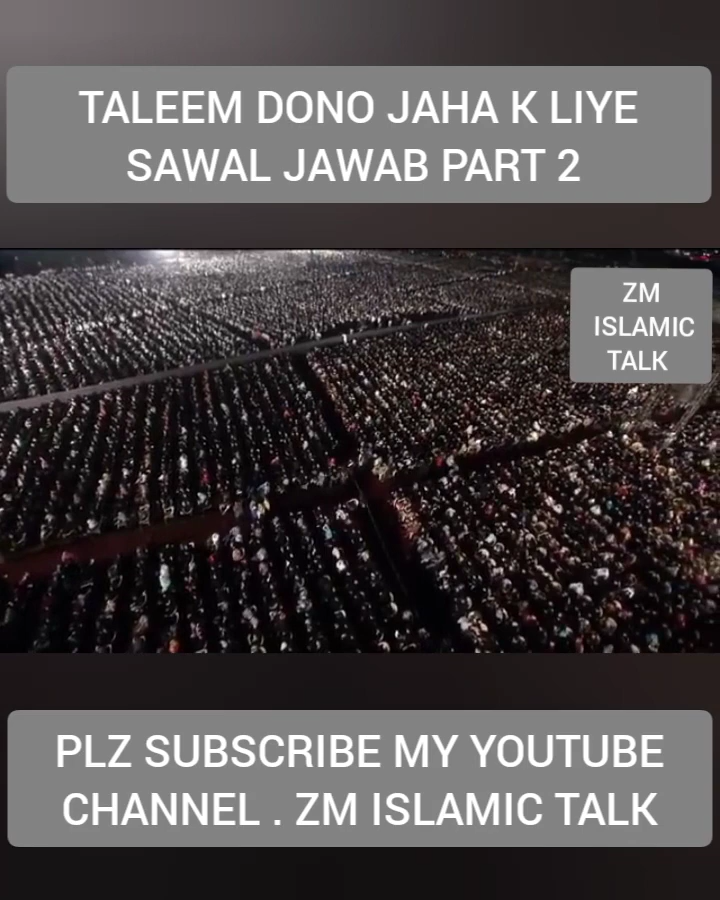 TALEEM DONO JAHA K LIYE
SAWAL JAWAB PART 2
ZM
ISLAMIC
TALK
PLZ SUBSCRIBE MY YOUTUBE
CHANNEL . ZM ISLAMIC TALK